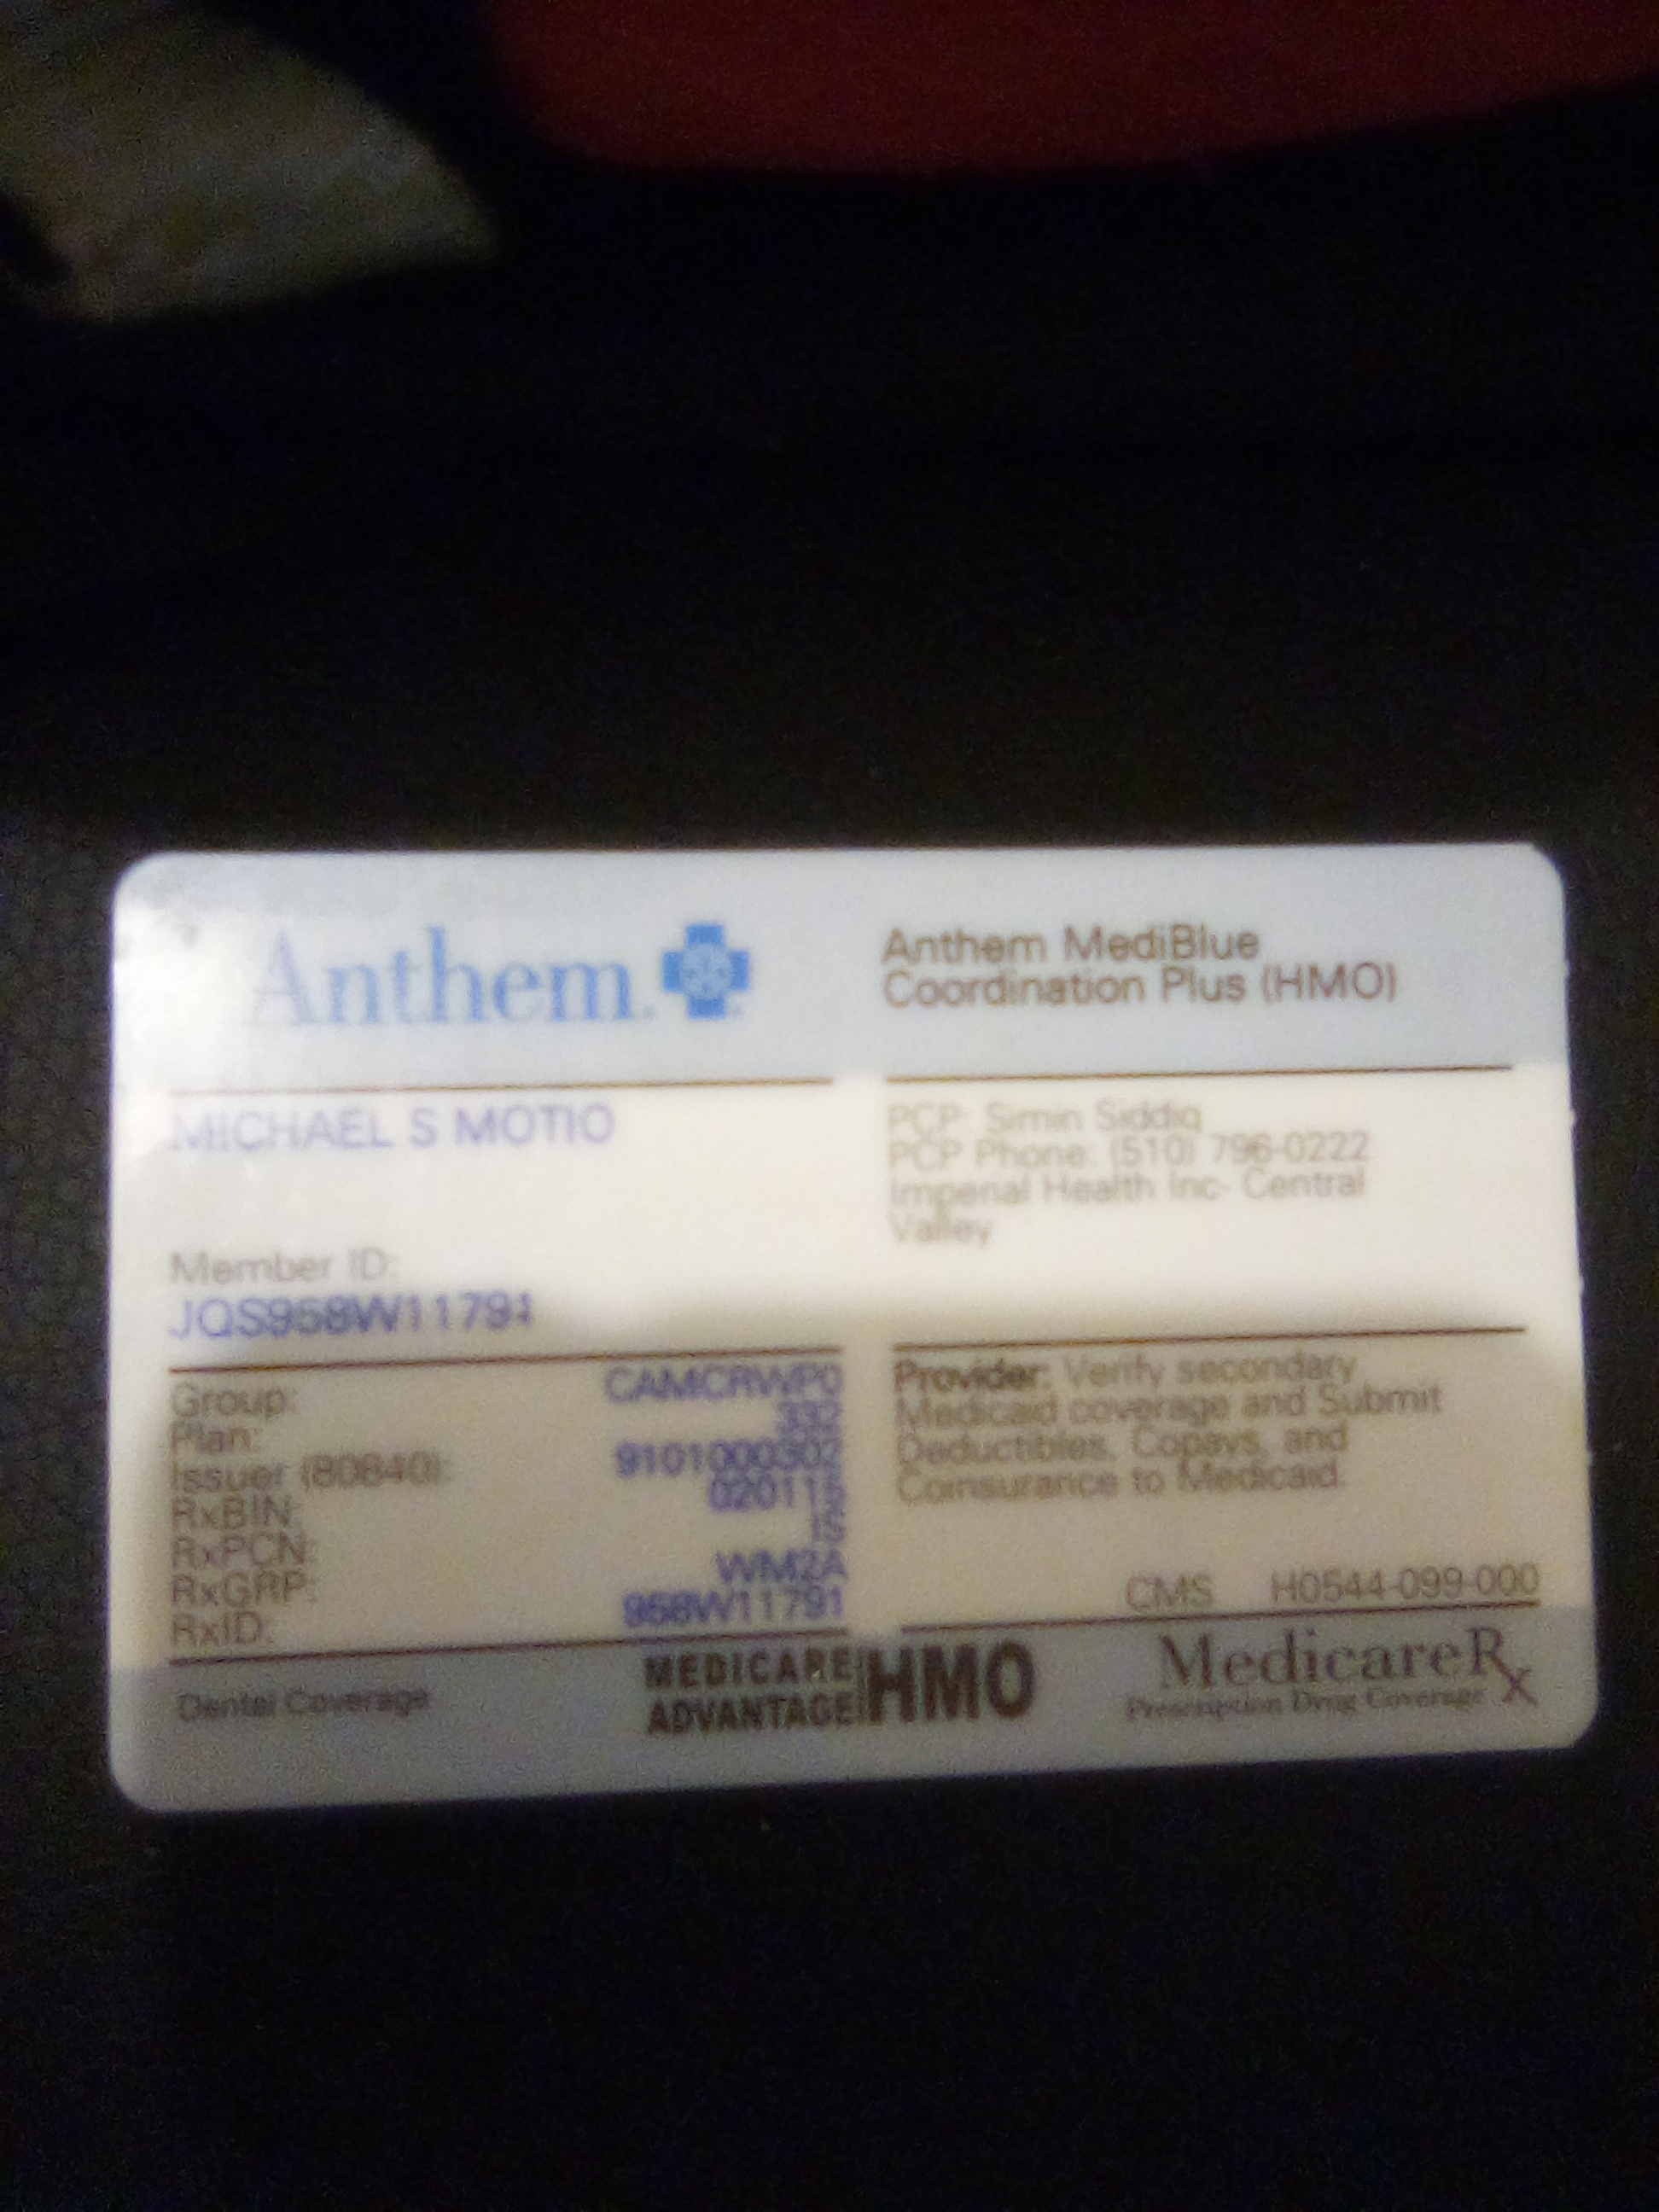 Anthem
Anthem MediBlue
Coordination Plus (HMO)
MICHAEL S MOTIO
PCP: Simin Siddiq
PCP Phone: (510) 796-0222
Imperial Health Inc- Central
Valley
Member ID:
JQS958W11791
Group: CAMCRWP0
Plan: 332
Issuer (80840): 9101000302
RxBIN: 020115
RxPCN: IS
RxGRP: WM2A
RxID: 958W11791
Provider: Verify secondary
Medicaid coverage and Submit
Deductibles, Copays, and
Coinsurance to Medicaid.
CMS H0544-099-000
Dental Coverage
MEDICARE
ADVANTAGE
HMO
MedicareRx
Prescription Drug Coverage